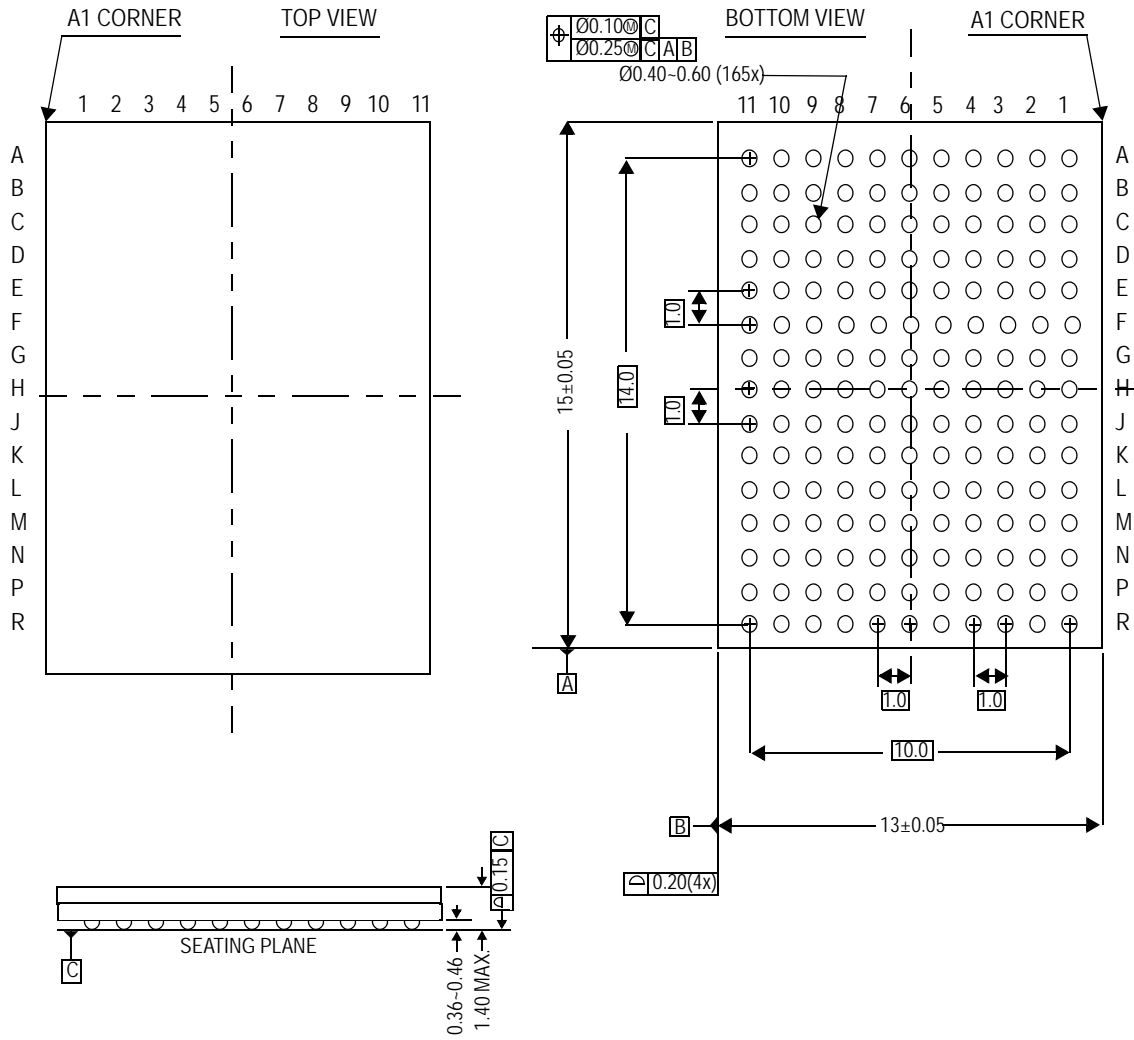 A1 CORNER
TOP VIEW
1 2 3 4 5 6 7 8 9 10 11
A
B
C
D
E
F
G
H
J
K
L
M
N
P
R
Ø0.10Ⓜ C
Ø0.25Ⓜ C A B
Ø0.40~0.60 (165x)
BOTTOM VIEW
A1 CORNER
11 10 9 8 7 6 5 4 3 2 1
A
B
C
D
E
F
G
H
J
K
L
M
N
P
R
15±0.05
14.0
1.0
1.0
A
1.0
1.0
10.0
B
13±0.05
0.20(4x)
0.15 C
SEATING PLANE
C
0.36~0.46
1.40 MAX.